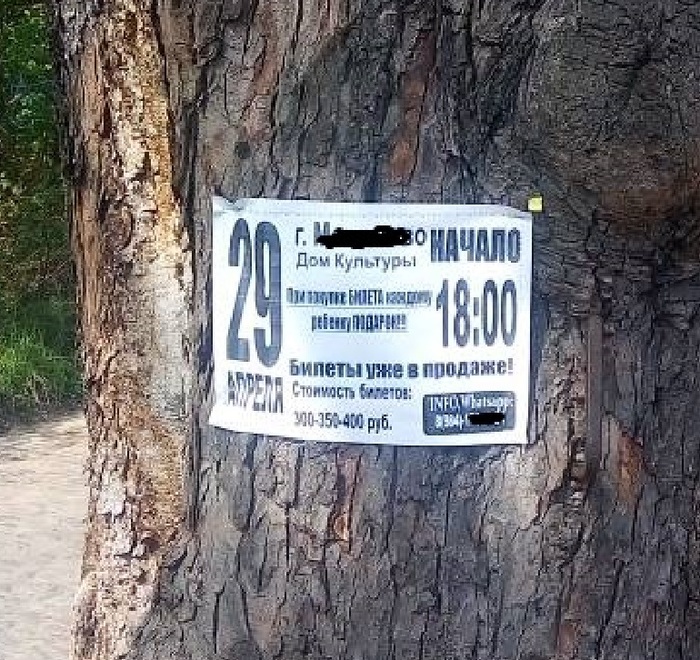 29
АПРЕЛЯ
г.
Дом Культуры
НАЧАЛО
18:00
При покупке БИЛЕТА каждому
ребенку ПОДАРОК!!!
Билеты уже в продаже!
Стоимость билетов:
300-350-400 руб.
INFO, Whatsapp: